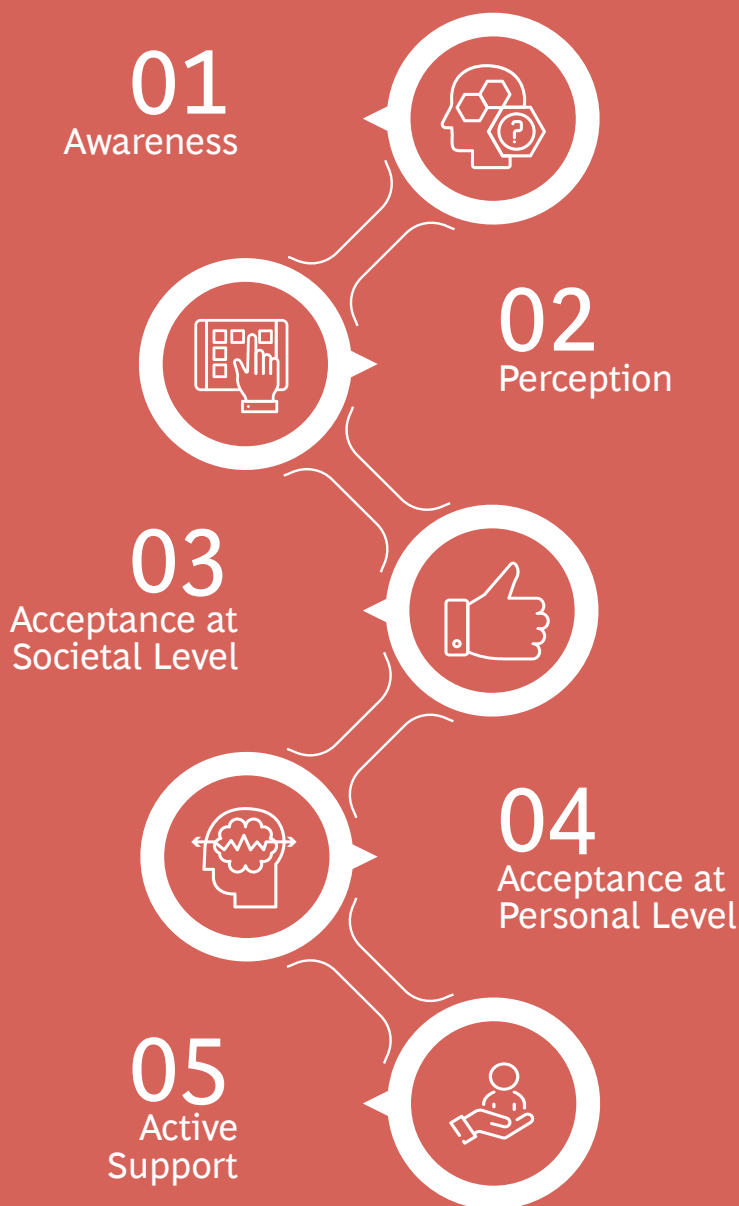 01
Awareness
?
02
Perception
03
Acceptance at
Societal Level
04
Acceptance at
Personal Level
05
Active
Support